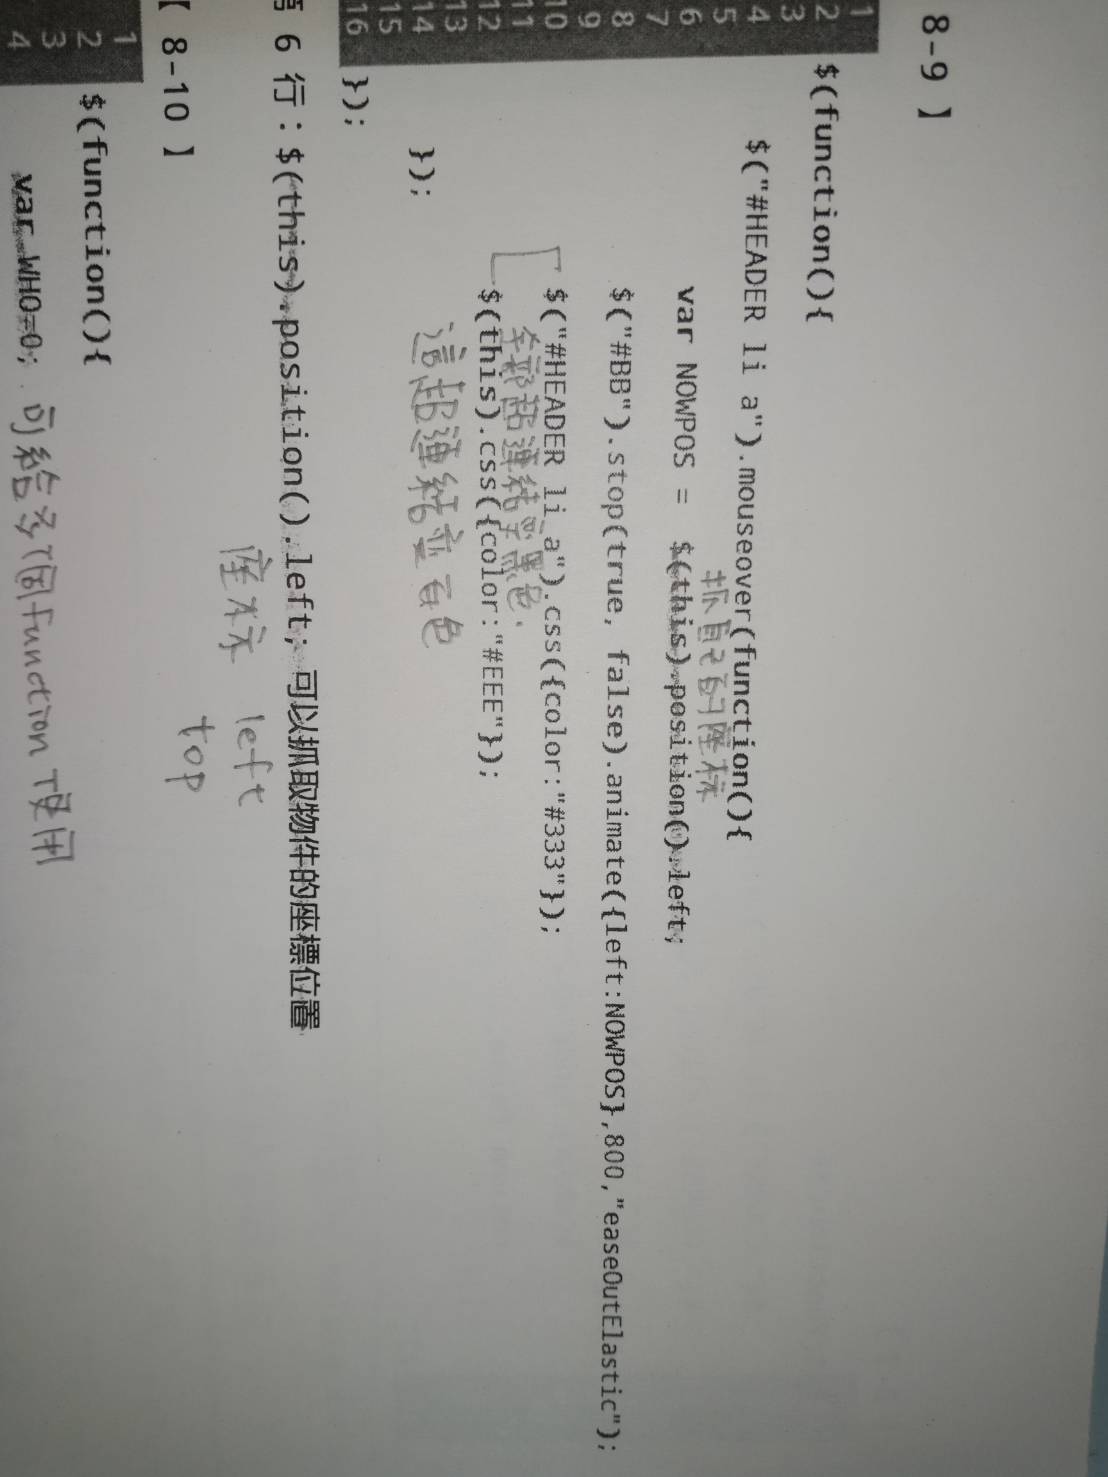 8-9 】
1
2 $(function(){
3
4 $("#HEADER li a").mouseover(function(){
5 抓自己的座标
6 var NOWPOS = $(this).position().left;
7
8 $("#BB").stop(true, false).animate({left:NOWPOS},800,"easeOutElastic");
9
10 $("#HEADER li a").css({color:"#333"});
11 全部超連結变黑色.
12 $(this).css({color:"#EEE"});
13 這超連結变白色
14 });
15
16 });
第 6 行：$(this).position().left; 可以抓取物件的座標位置
座标 left
top
【 8-10 】
1
2 $(function(){
3
4 var WHO=0; 可給多個function使用